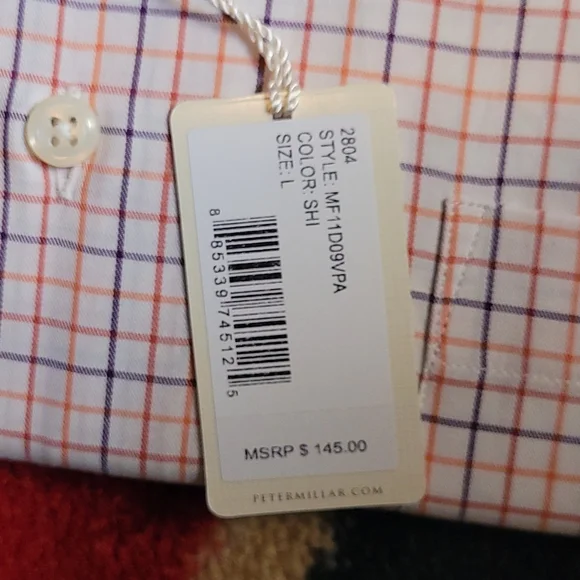 2804
STYLE: MF11D09VPA
COLOR: SHI
SIZE: L
8 85339 74512 5
MSRP $ 145.00
PETERMILLAR.COM